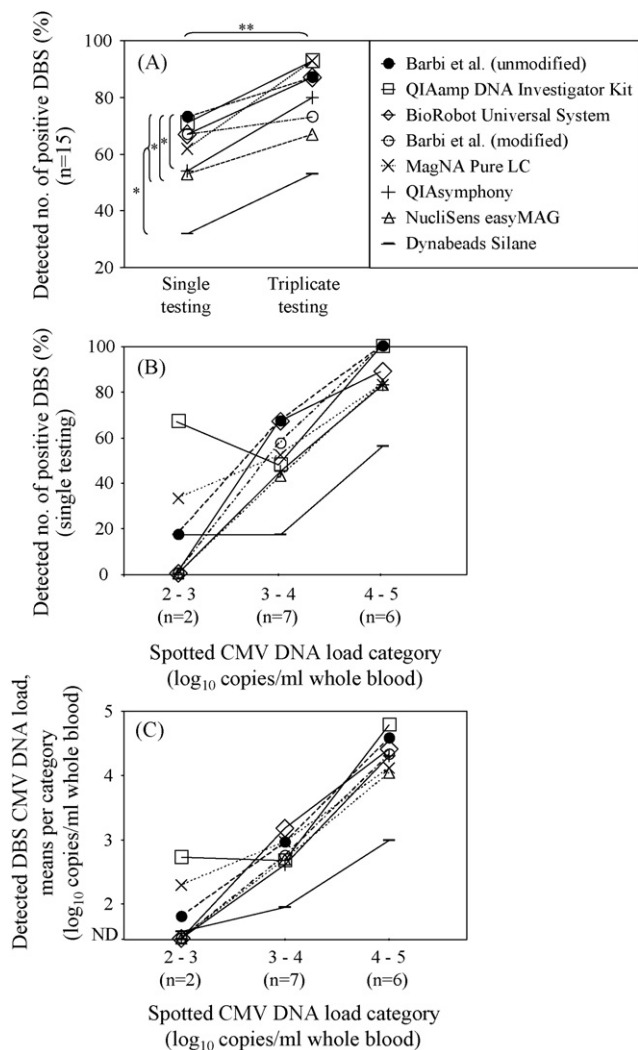 **
(A)
Detected no. of positive DBS (%)
(n=15)
100
80
60
40
20
*
*
*
*
Single
testing
Triplicate
testing
Barbi et al. (unmodified)
QIAamp DNA Investigator Kit
BioRobot Universal System
Barbi et al. (modified)
MagNA Pure LC
QIAsymphony
NucliSens easyMAG
Dynabeads Silane
(B)
Detected no. of positive DBS (%)
(single testing)
100
80
60
40
20
0
2 - 3
(n=2)
3 - 4
(n=7)
4 - 5
(n=6)
Spotted CMV DNA load category
(log10 copies/ml whole blood)
(C)
Detected DBS CMV DNA load,
means per category
(log10 copies/ml whole blood)
5
4
3
2
ND
2 - 3
(n=2)
3 - 4
(n=7)
4 - 5
(n=6)
Spotted CMV DNA load category
(log10 copies/ml whole blood)